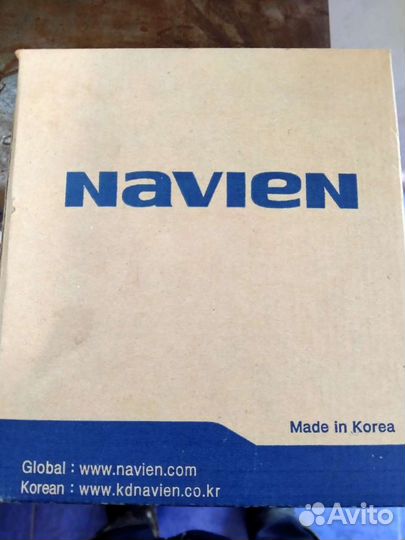 NaVIeN
Made in Korea
Global : www.navien.com
Korean : www.kdnavien.co.kr
Avito